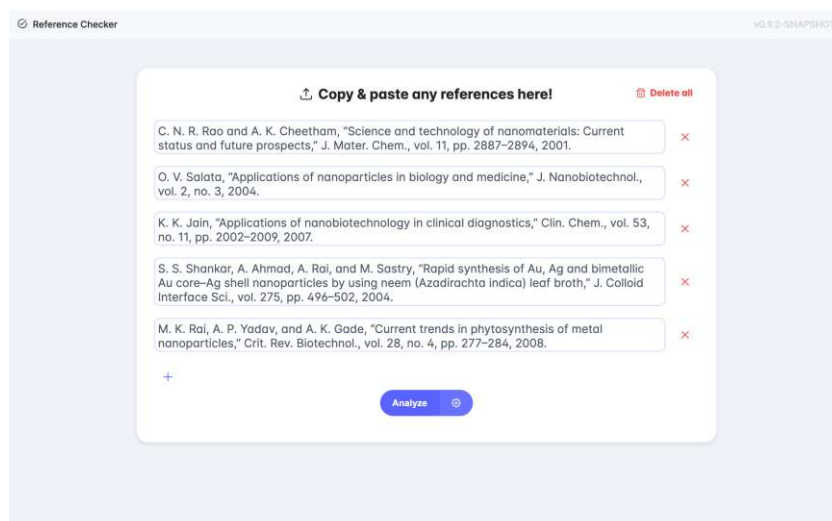 Reference Checker
v0.9.2-SNAPSHOT
Copy & paste any references here!
Delete all
C. N. R. Rao and A. K. Cheetham, "Science and technology of nanomaterials: Current
status and future prospects," J. Mater. Chem., vol. 11, pp. 2887–2894, 2001.
O. V. Salata, "Applications of nanoparticles in biology and medicine," J. Nanobiotechnol.,
vol. 2, no. 3, 2004.
K. K. Jain, "Applications of nanobiotechnology in clinical diagnostics," Clin. Chem., vol. 53,
no. 11, pp. 2002–2009, 2007.
S. S. Shankar, A. Ahmad, A. Rai, and M. Sastry, "Rapid synthesis of Au, Ag and bimetallic
Au core–Ag shell nanoparticles by using neem (Azadirachta indica) leaf broth," J. Colloid
Interface Sci., vol. 275, pp. 496–502, 2004.
M. K. Rai, A. P. Yadav, and A. K. Gade, "Current trends in phytosynthesis of metal
nanoparticles," Crit. Rev. Biotechnol., vol. 28, no. 4, pp. 277–284, 2008.
Analyze